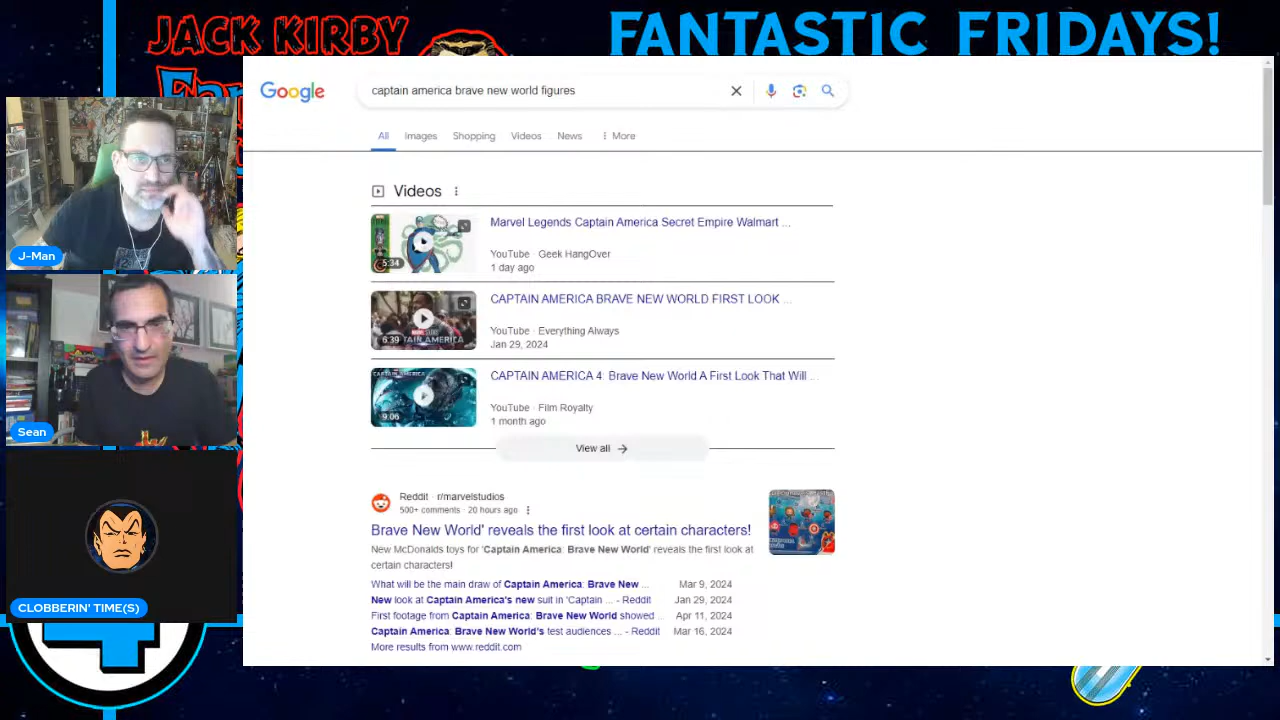 JACK KIRBY
FANTASTIC FRIDAYS!
Google
captain america brave new world figures
All Images Shopping Videos News More
Videos
Marvel Legends Captain America Secret Empire Walmart ...
5:34
YouTube · Geek HangOver
1 day ago
CAPTAIN AMERICA BRAVE NEW WORLD FIRST LOOK ...
6:39
YouTube · Everything Always
Jan 29, 2024
CAPTAIN AMERICA 4: Brave New World A First Look That Will ...
9:06
YouTube · Film Royalty
1 month ago
View all
Reddit · r/marvelstudios
500+ comments · 20 hours ago
Brave New World' reveals the first look at certain characters!
New McDonalds toys for 'Captain America: Brave New World' reveals the first look at
certain characters!
What will be the main draw of Captain America: Brave New ... Mar 9, 2024
New look at Captain America's new suit in 'Captain ... - Reddit Jan 29, 2024
First footage from Captain America: Brave New World showed ... Apr 11, 2024
Captain America: Brave New World's test audiences ... - Reddit Mar 16, 2024
More results from www.reddit.com
J-Man
Sean
CLOBBERIN' TIME(S)